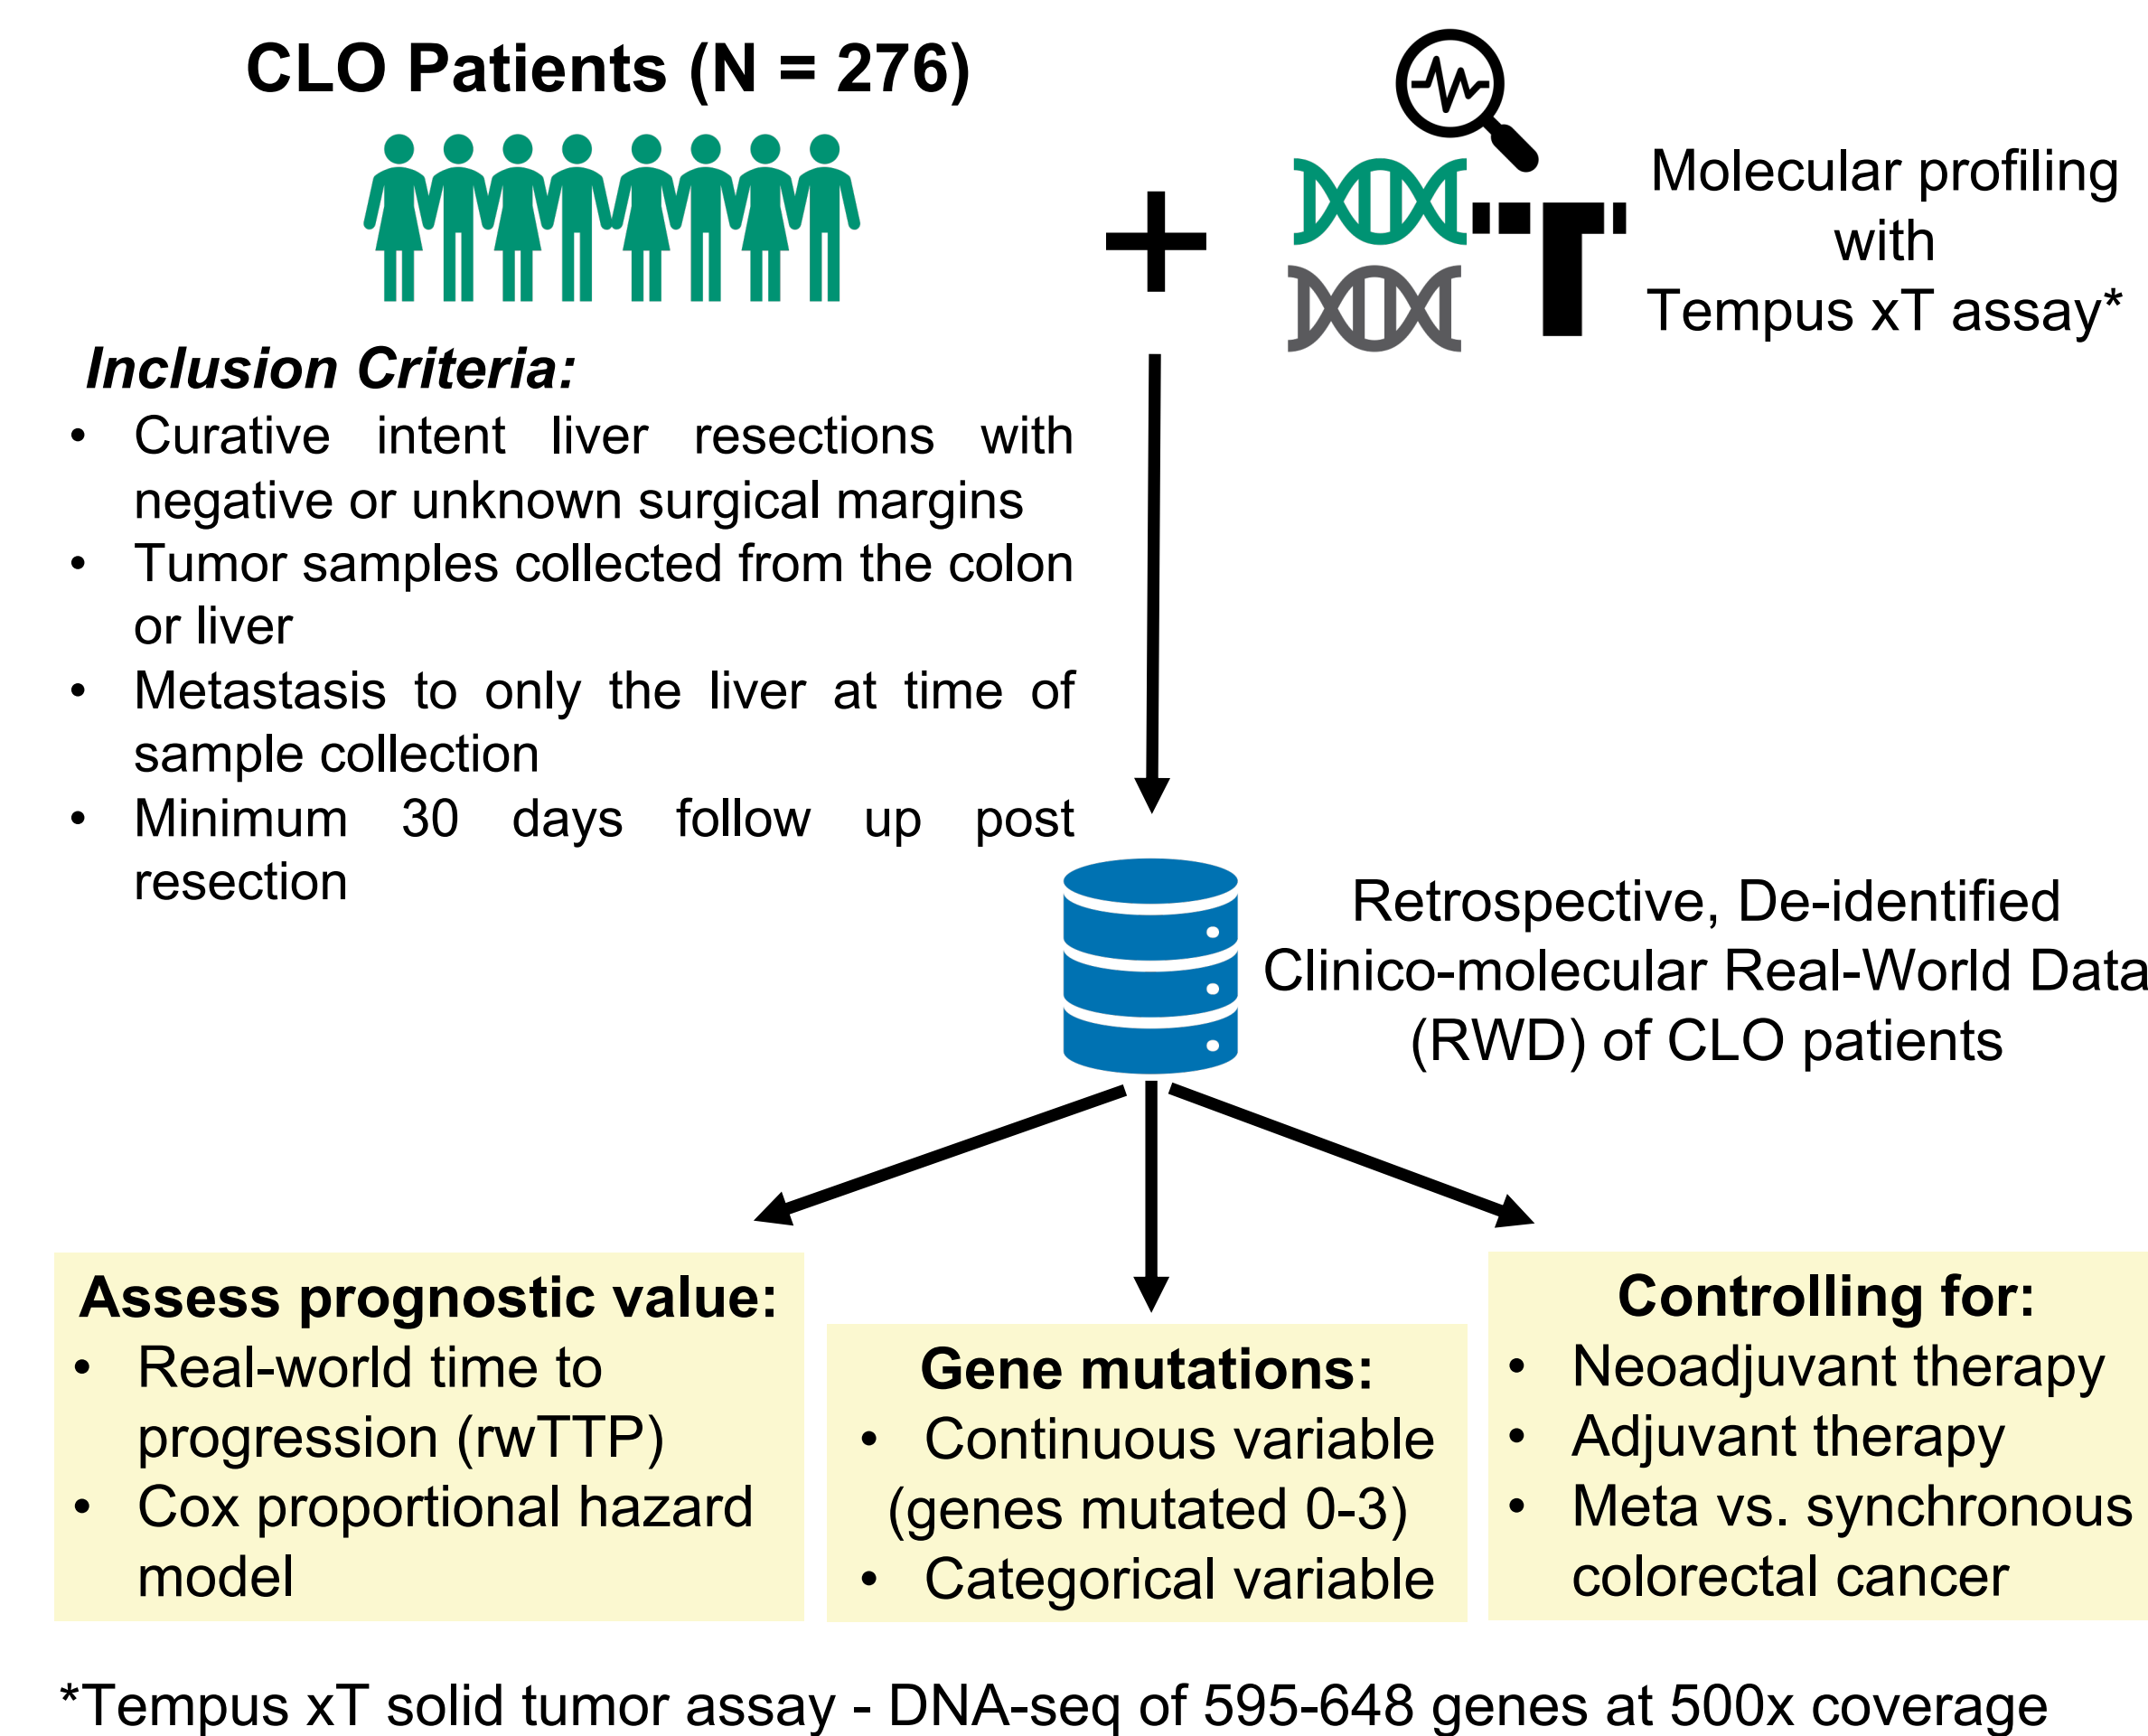 CLO Patients (N = 276)
Molecular profiling
with
Tempus xT assay*
Inclusion Criteria:
• Curative intent liver resections with
negative or unknown surgical margins
• Tumor samples collected from the colon
or liver
• Metastasis to only the liver at time of
sample collection
• Minimum 30 days follow up post
resection
Retrospective, De-identified
Clinico-molecular Real-World Data
(RWD) of CLO patients
Assess prognostic value:
• Real-world time to
progression (rwTTP)
• Cox proportional hazard
model
Gene mutations:
• Continuous variable
(genes mutated 0-3)
• Categorical variable
Controlling for:
• Neoadjuvant therapy
• Adjuvant therapy
• Meta vs. synchronous
colorectal cancer
*Tempus xT solid tumor assay - DNA-seq of 595-648 genes at 500x coverage